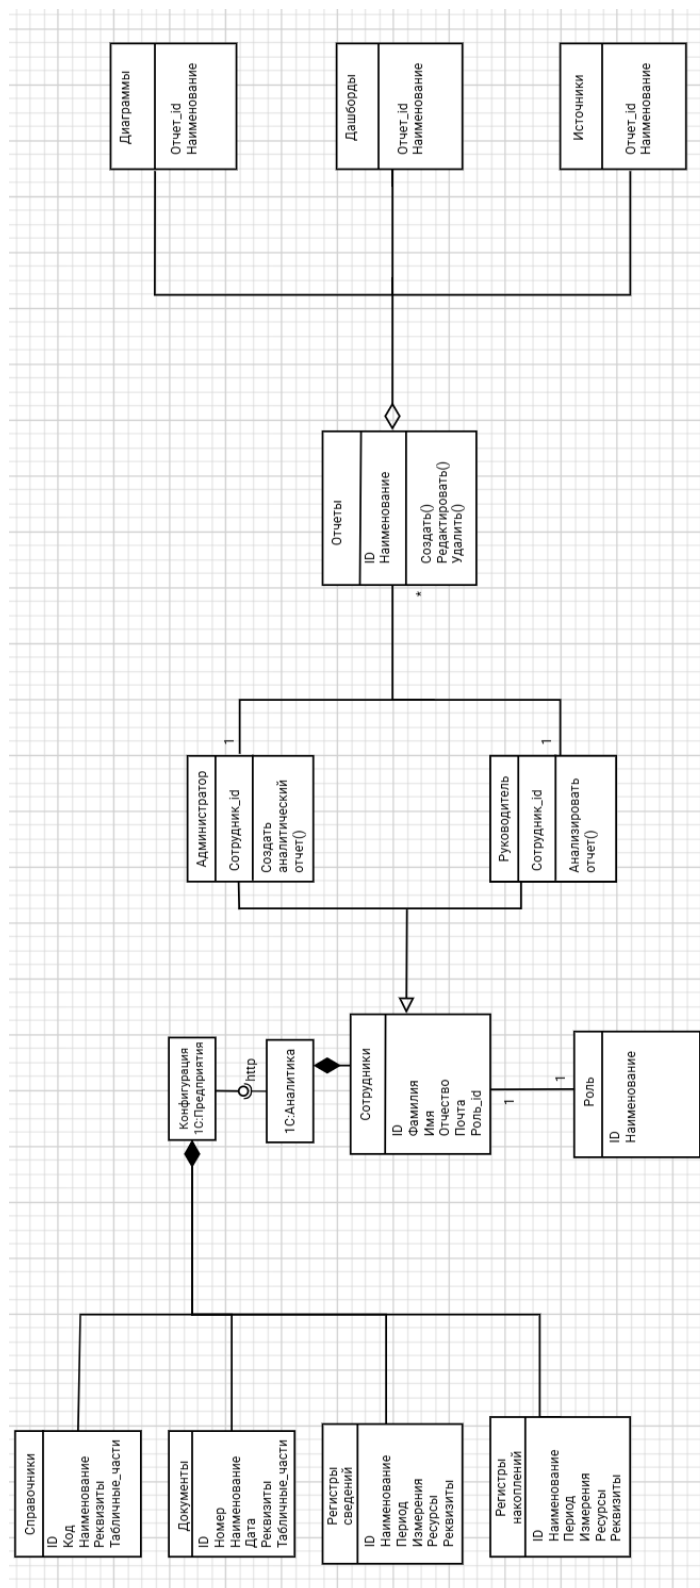 Справочники
ID
Код
Наименование
Реквизиты
Табличные_части
Документы
ID
Номер
Наименование
Дата
Реквизиты
Табличные_части
Регистры
сведений
ID
Наименование
Период
Измерения
Ресурсы
Реквизиты
Регистры
накоплений
ID
Наименование
Период
Измерения
Ресурсы
Реквизиты
Конфигурация
1С:Предприятия
http
1С:Аналитика
Сотрудники
ID
Фамилия
Имя
Отчество
Почта
Роль_id
1
1
Роль
ID
Наименование
Администратор
Сотрудник_id
Создать
аналитический
отчет()
1
Руководитель
Сотрудник_id
Анализировать
отчет()
1
*
Отчеты
ID
Наименование
Создать()
Редактировать()
Удалить()
Диаграммы
Отчет_id
Наименование
Дашборды
Отчет_id
Наименование
Источники
Отчет_id
Наименование